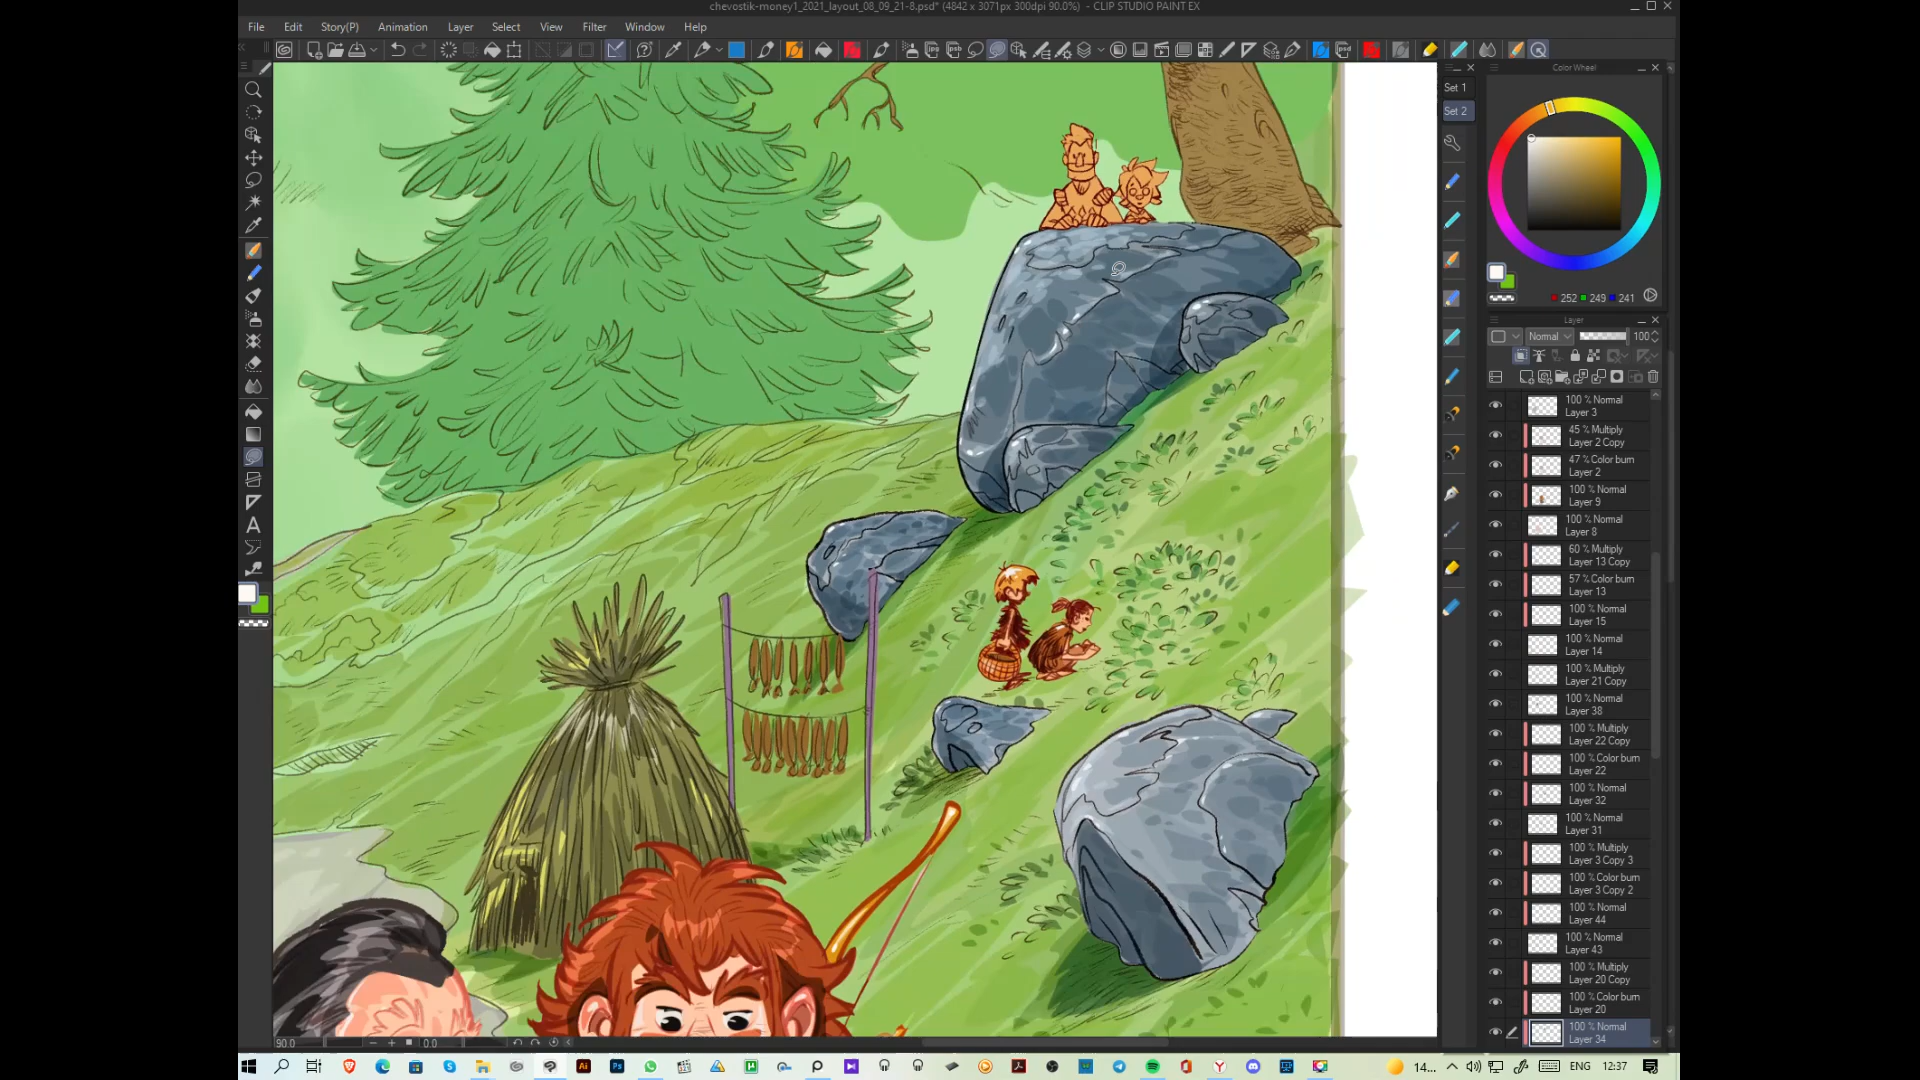 chevostik-money1_2021_layout_08_09_21-8.psd* (4842 x 3071px 300dpi 90.0%) - CLIP STUDIO PAINT EX
File Edit Story(P) Animation Layer Select View Filter Window Help
Set 1
Set 2
Color Wheel
252 249 241
Layer
Normal 100
100 % Normal
Layer 3
45 % Multiply
Layer 2 Copy
47 % Color burn
Layer 2
100 % Normal
Layer 9
100 % Normal
Layer 8
60 % Multiply
Layer 13 Copy
57 % Color burn
Layer 13
100 % Normal
Layer 15
100 % Normal
Layer 14
100 % Multiply
Layer 21 Copy
100 % Normal
Layer 38
100 % Multiply
Layer 22 Copy
100 % Color burn
Layer 22
100 % Normal
Layer 32
100 % Normal
Layer 31
100 % Multiply
Layer 3 Copy 3
100 % Color burn
Layer 3 Copy 2
100 % Normal
Layer 44
100 % Normal
Layer 43
100 % Multiply
Layer 20 Copy
100 % Color burn
Layer 20
100 % Normal
Layer 34
90.0 0.0
14... ENG 12:37